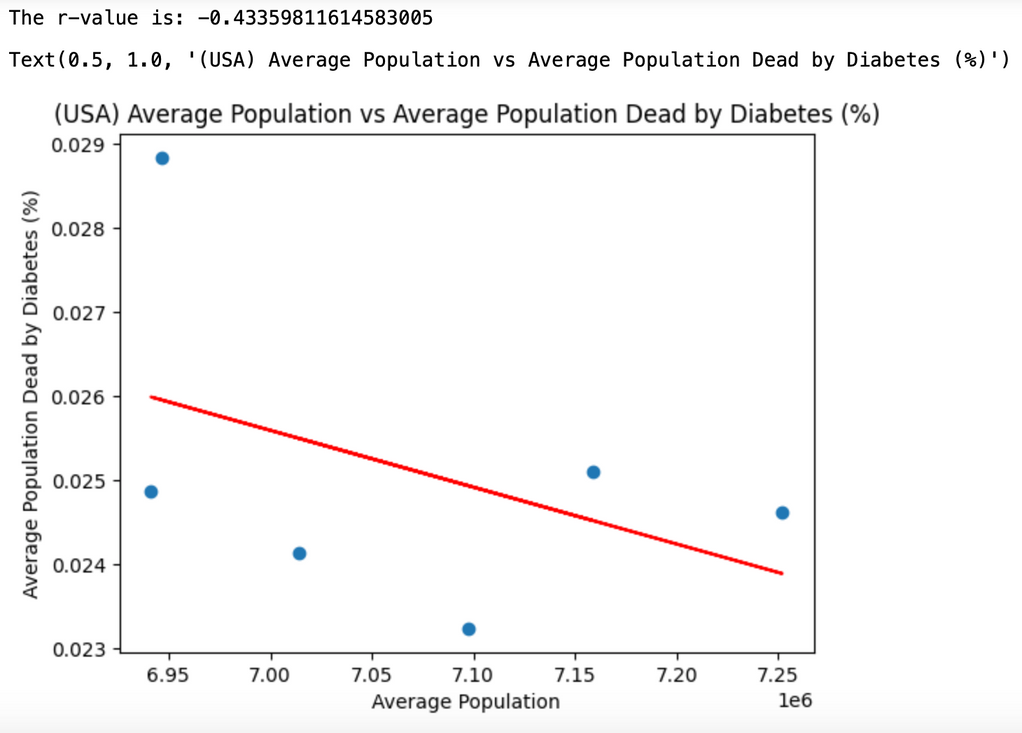 The r-value is: -0.43359811614583005
Text(0.5, 1.0, '(USA) Average Population vs Average Population Dead by Diabetes (%)')
(USA) Average Population vs Average Population Dead by Diabetes (%)
Average Population Dead by Diabetes (%)
0.029
0.028
0.027
0.026
0.025
0.024
0.023
6.95 7.00 7.05 7.10 7.15 7.20 7.25
1e6
Average Population